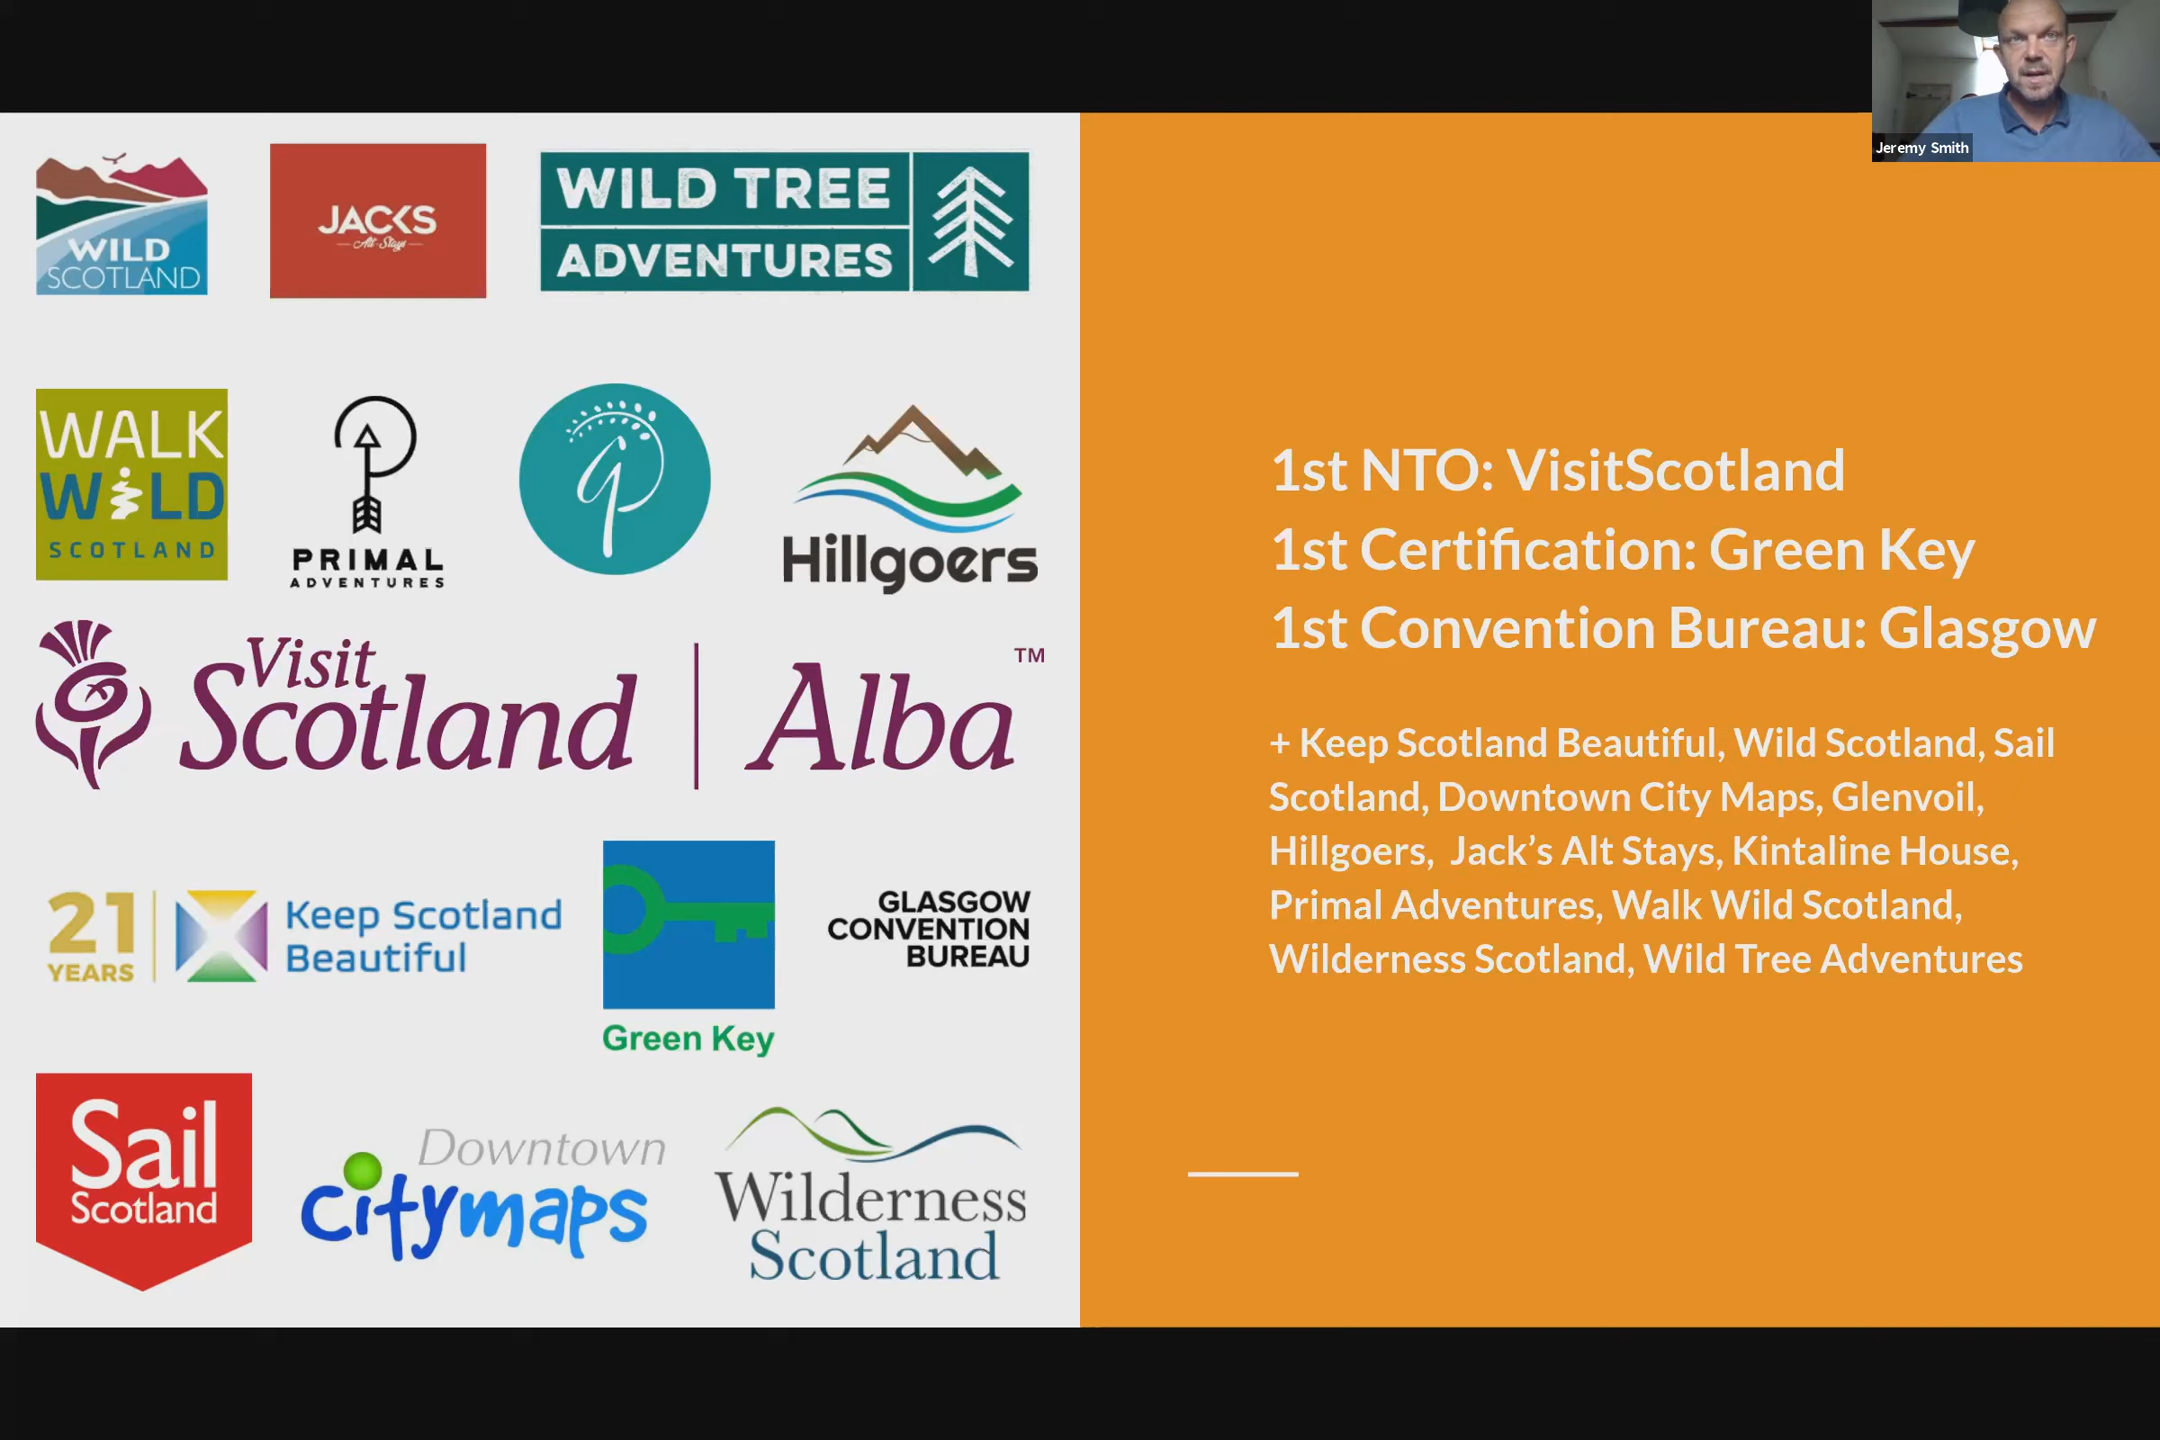 Jeremy Smith
WILD
SCOTLAND
JACKS
Alt-Stays
WILD TREE
ADVENTURES
WALK
WILD
SCOTLAND
PRIMAL
ADVENTURES
Hillgoers
Visit
Scotland | Alba ™
21
YEARS
Keep Scotland
Beautiful
Green Key
GLASGOW
CONVENTION
BUREAU
Sail
Scotland
Downtown
citymaps
Wilderness
Scotland
1st NTO: VisitScotland
1st Certification: Green Key
1st Convention Bureau: Glasgow
+ Keep Scotland Beautiful, Wild Scotland, Sail
Scotland, Downtown City Maps, Glenvoil,
Hillgoers, Jack’s Alt Stays, Kintaline House,
Primal Adventures, Walk Wild Scotland,
Wilderness Scotland, Wild Tree Adventures